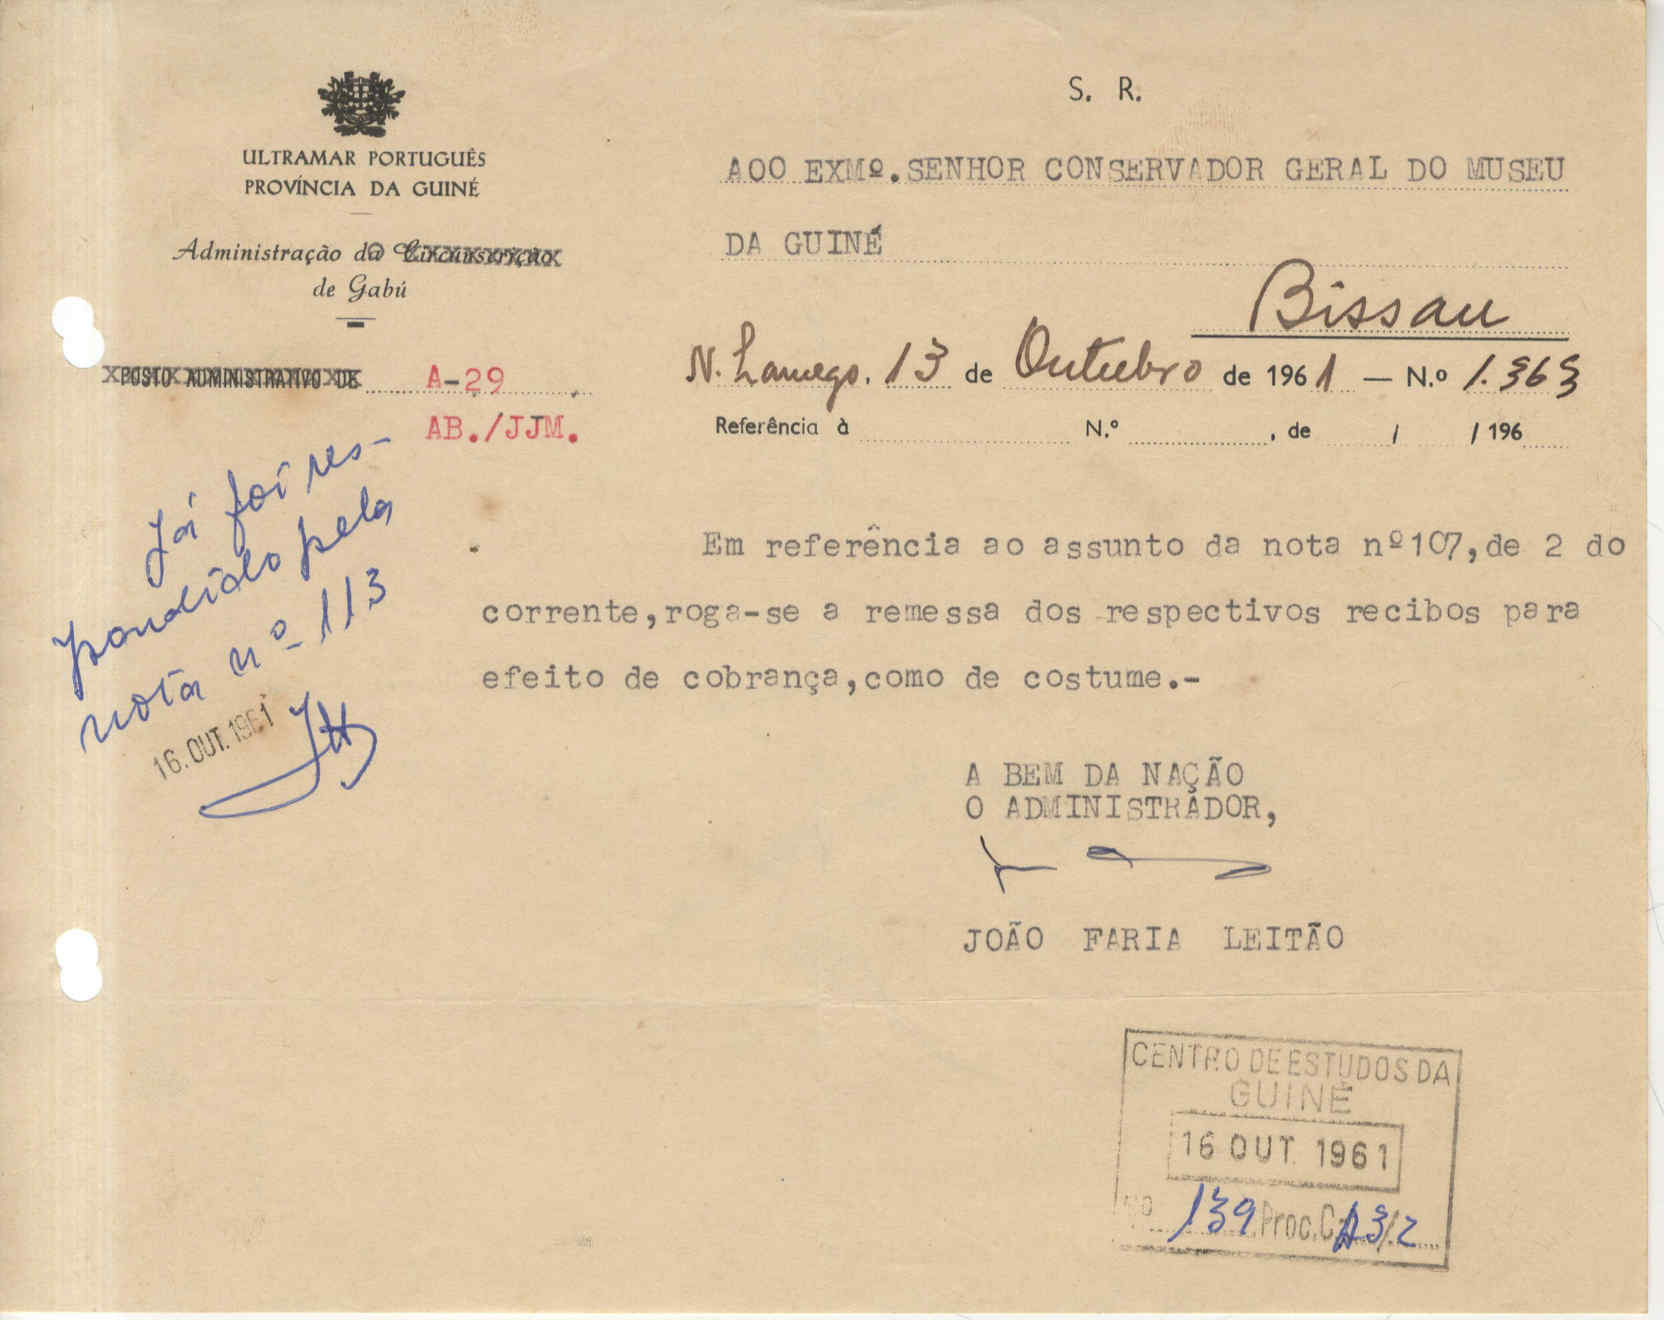 S. R.
ULTRAMAR PORTUGUÊS
PROVÍNCIA DA GUINÉ
Administração do Circunscrição
de Gabú
POSTO ADMINISTRATIVO DE
A-29
AB./JJM.
AOO EXMº. SENHOR CONSERVADOR GERAL DO MUSEU
DA GUINÉ
Bissau
N. Lamego, 13 de Outubro de 1961 — N.º 1.363
Referência à N.º , de / / 196
Já foi res-
pondido pela
nota nº 113
16. OUT. 1961
Em referência ao assunto da nota nº107,de 2 do
corrente,roga-se a remessa dos respectivos recibos para
efeito de cobrança,como de costume.-
A BEM DA NAÇÃO
O ADMINISTRADOR,
JOÃO FARIA LEITÃO
CENTRO DE ESTUDOS DA
GUINÉ
16 OUT. 1961
Nº 139 Proc. C A3/2